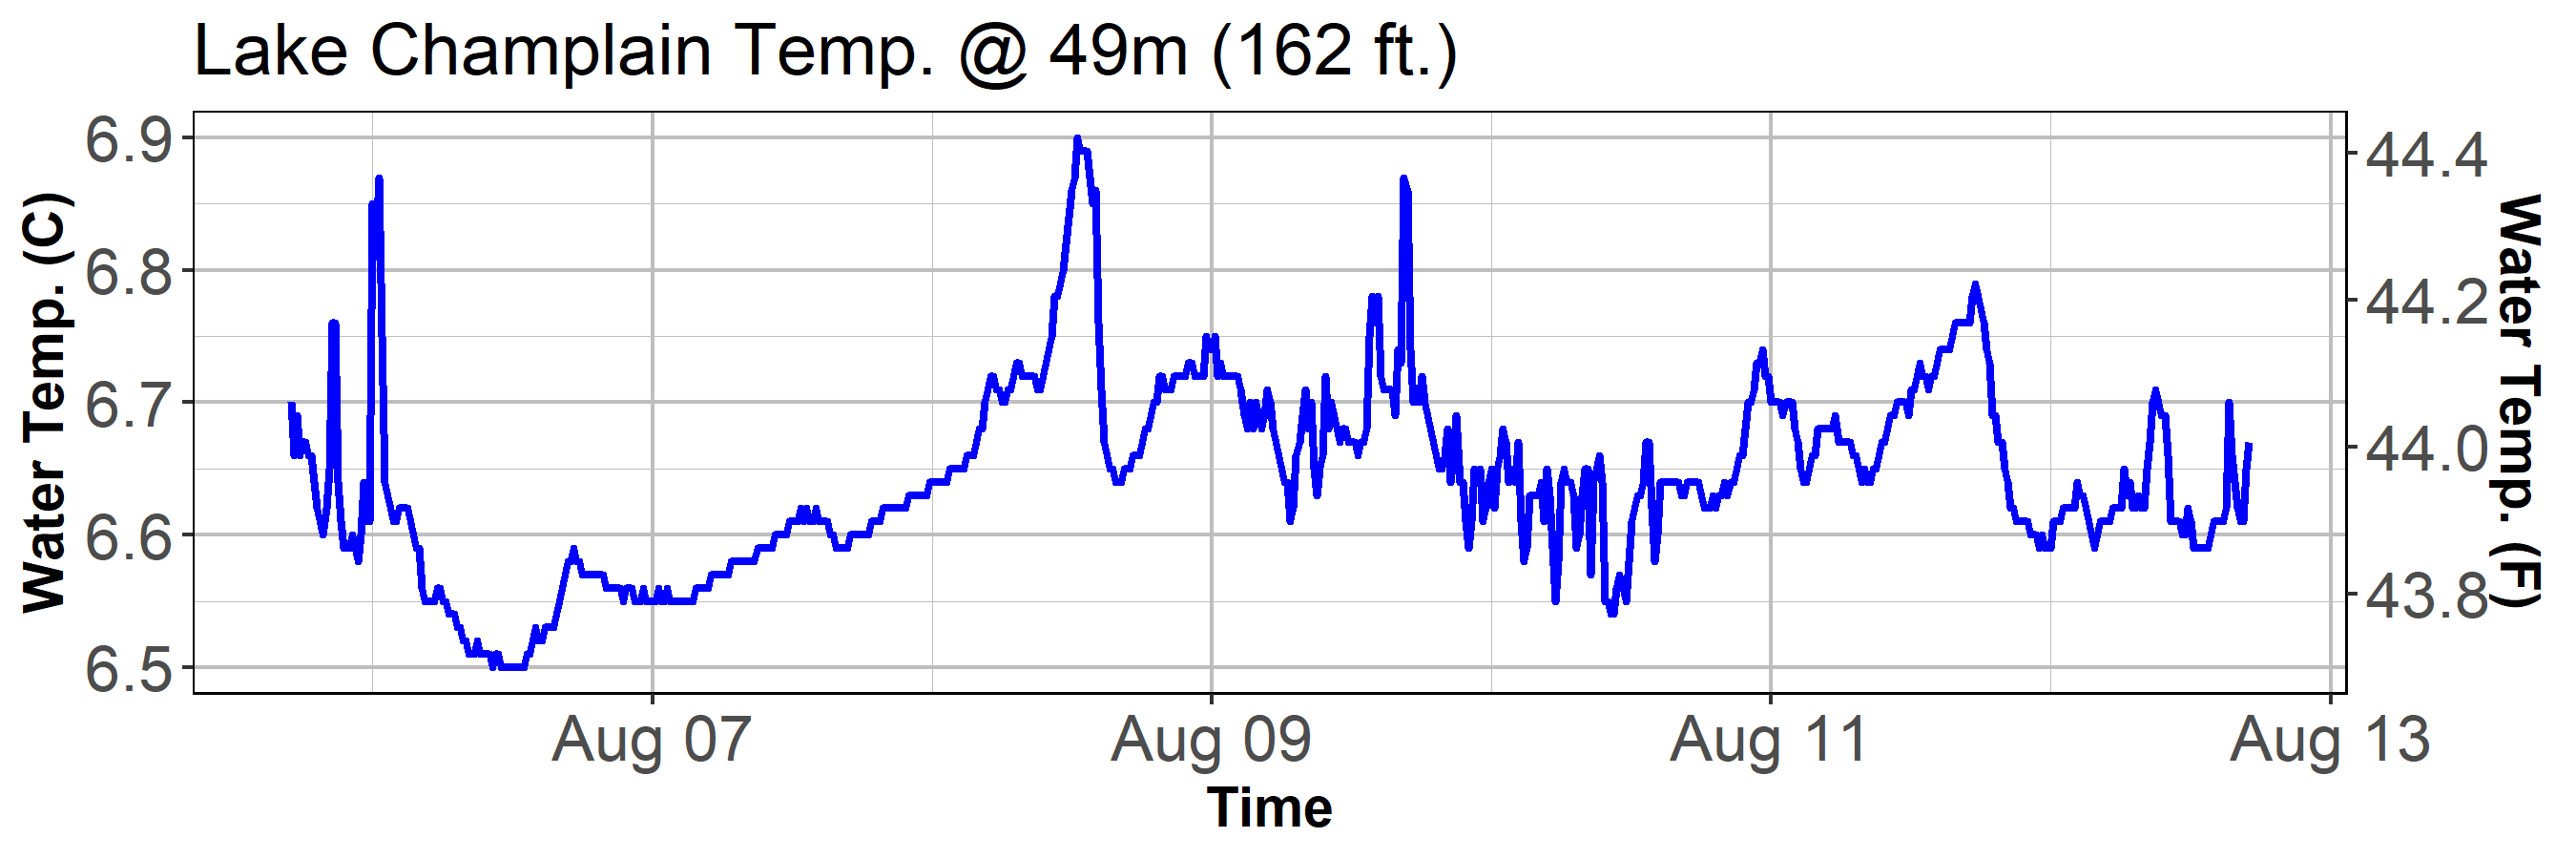 Lake Champlain Temp. @ 49m (162 ft.)
Water Temp. (C)
6.9
6.8
6.7
6.6
6.5
44.4
44.2
44.0
43.8
Water Temp. (F)
Aug 07 Aug 09 Aug 11 Aug 13
Time